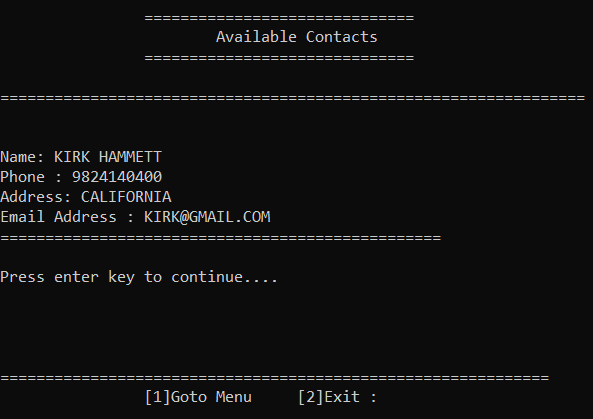 ==============================
Available Contacts
==============================
=================================================================
Name: KIRK HAMMETT
Phone : 9824140400
Address: CALIFORNIA
Email Address : KIRK@GMAIL.COM
=================================================
Press enter key to continue....
=============================================================
[1]Goto Menu     [2]Exit :